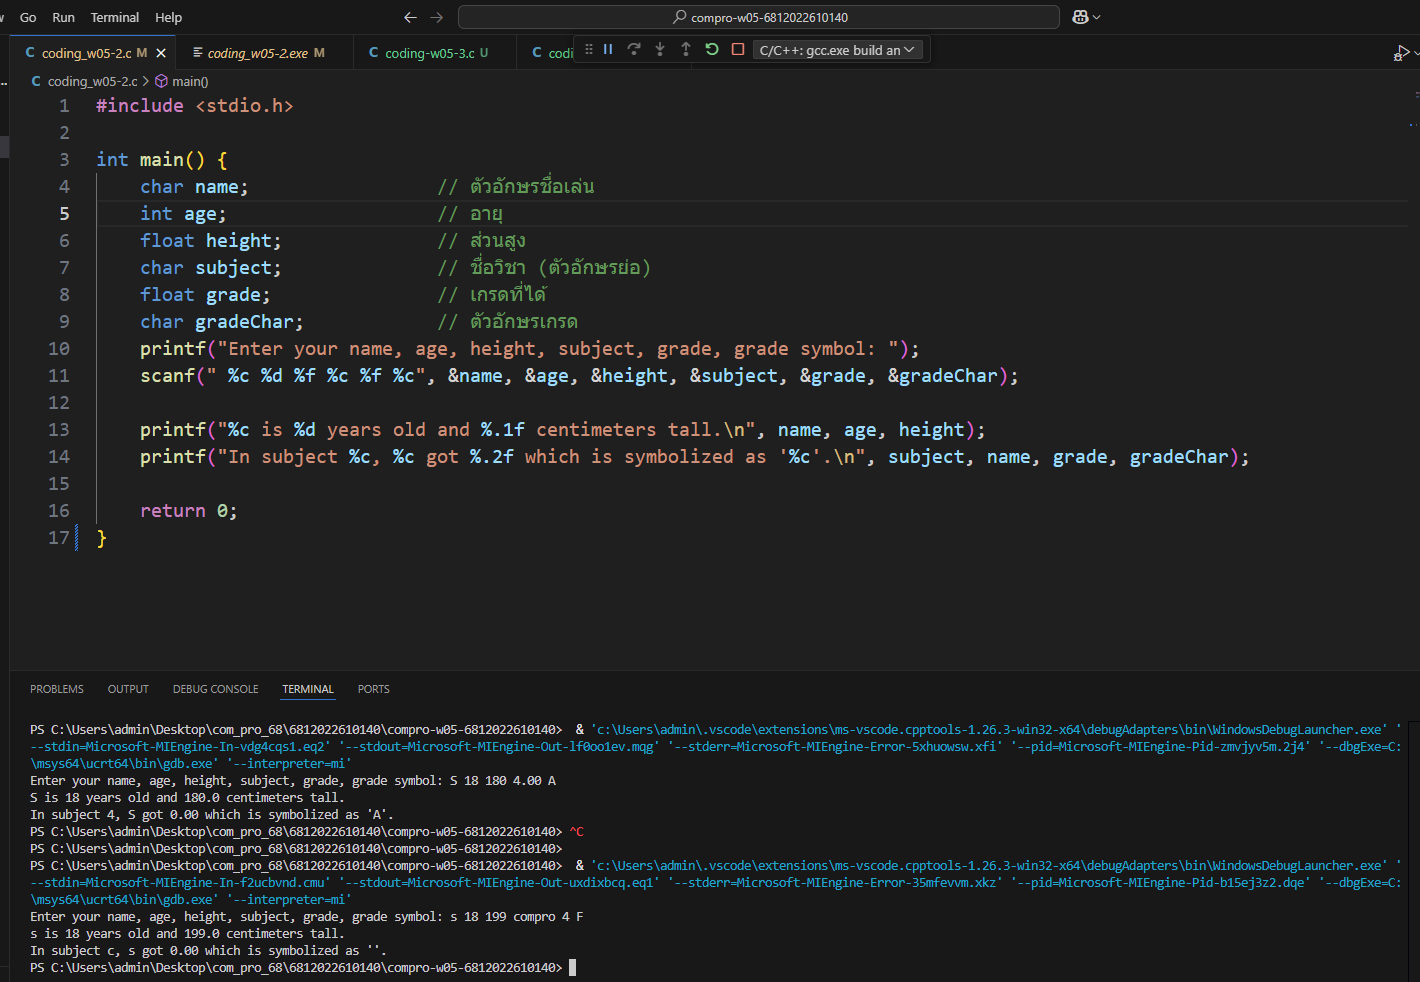 Go Run Terminal Help
compro-w05-6812022610140
coding_w05-2.c M coding_w05-2.exe M coding-w05-3.c U
C/C++: gcc.exe build an
coding_w05-2.c > main()
1 #include <stdio.h>
2
3 int main() {
4 char name; // ตัวอักษรชื่อเล่น
5 int age; // อายุ
6 float height; // ส่วนสูง
7 char subject; // ชื่อวิชา (ตัวอักษรย่อ)
8 float grade; // เกรดที่ได้
9 char gradeChar; // ตัวอักษรเกรด
10 printf("Enter your name, age, height, subject, grade, grade symbol: ");
11 scanf(" %c %d %f %c %f %c", &name, &age, &height, &subject, &grade, &gradeChar);
12
13 printf("%c is %d years old and %.1f centimeters tall.\n", name, age, height);
14 printf("In subject %c, %c got %.2f which is symbolized as '%c'.\n", subject, name, grade, gradeChar);
15
16 return 0;
17 }
PROBLEMS OUTPUT DEBUG CONSOLE TERMINAL PORTS
PS C:\Users\admin\Desktop\com_pro_68\6812022610140\compro-w05-6812022610140> & 'c:\Users\admin\.vscode\extensions\ms-vscode.cpptools-1.26.3-win32-x64\debugAdapters\bin\WindowsDebugLauncher.exe' '
--stdin=Microsoft-MIEngine-In-vdg4cqs1.eq2' '--stdout=Microsoft-MIEngine-Out-lf0oo1ev.mqg' '--stderr=Microsoft-MIEngine-Error-5xhuowsw.xfi' '--pid=Microsoft-MIEngine-Pid-zmvjyv5m.2j4' '--dbgExe=C:
\msys64\ucrt64\bin\gdb.exe' '--interpreter=mi'
Enter your name, age, height, subject, grade, grade symbol: S 18 180 4.00 A
S is 18 years old and 180.0 centimeters tall.
In subject 4, S got 0.00 which is symbolized as 'A'.
PS C:\Users\admin\Desktop\com_pro_68\6812022610140\compro-w05-6812022610140> ^C
PS C:\Users\admin\Desktop\com_pro_68\6812022610140\compro-w05-6812022610140>
PS C:\Users\admin\Desktop\com_pro_68\6812022610140\compro-w05-6812022610140> & 'c:\Users\admin\.vscode\extensions\ms-vscode.cpptools-1.26.3-win32-x64\debugAdapters\bin\WindowsDebugLauncher.exe' '
--stdin=Microsoft-MIEngine-In-f2ucbvnd.cmu' '--stdout=Microsoft-MIEngine-Out-uxdixbcq.eq1' '--stderr=Microsoft-MIEngine-Error-35mfevvm.xkz' '--pid=Microsoft-MIEngine-Pid-b15ej3z2.dqe' '--dbgExe=C:
\msys64\ucrt64\bin\gdb.exe' '--interpreter=mi'
Enter your name, age, height, subject, grade, grade symbol: s 18 199 compro 4 F
s is 18 years old and 199.0 centimeters tall.
In subject c, s got 0.00 which is symbolized as ''.
PS C:\Users\admin\Desktop\com_pro_68\6812022610140\compro-w05-6812022610140>